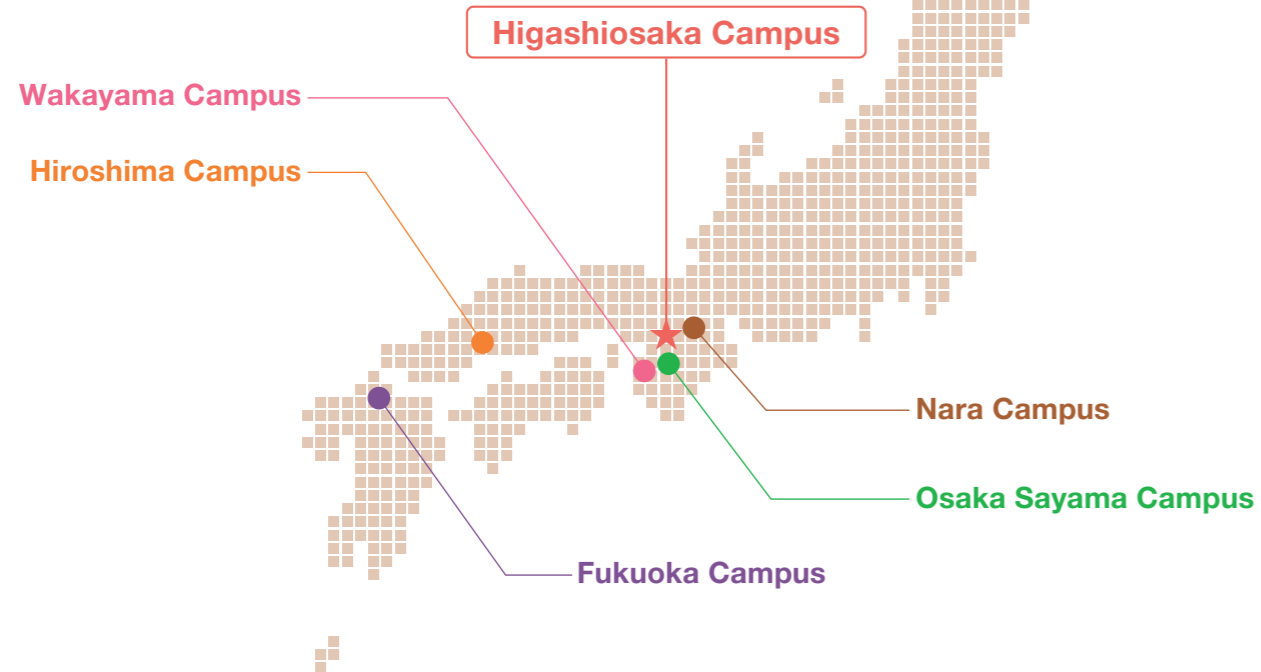 Higashiosaka Campus
Wakayama Campus
Hiroshima Campus
Nara Campus
Osaka Sayama Campus
Fukuoka Campus